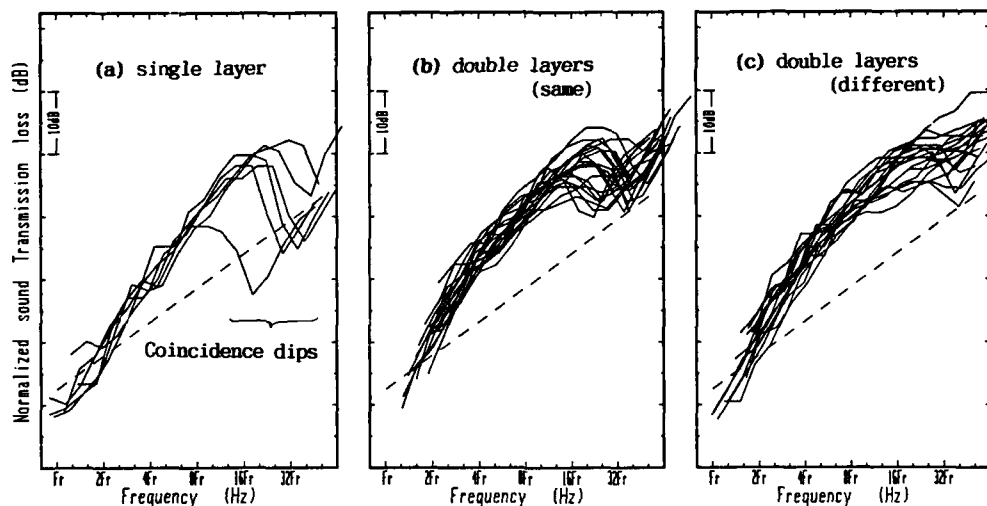 Normalized sound Transmission loss (dB)
(a) single layer
10dB
Coincidence dips
Fr 2Fr 4Fr 8Fr 16Fr 32Fr
Frequency (Hz)
(b) double layers
(same)
10dB
Fr 2Fr 4Fr 8Fr 16Fr 32Fr
Frequency (Hz)
(c) double layers
(different)
10dB
Fr 2Fr 4Fr 8Fr 16Fr 32Fr
Frequency (Hz)